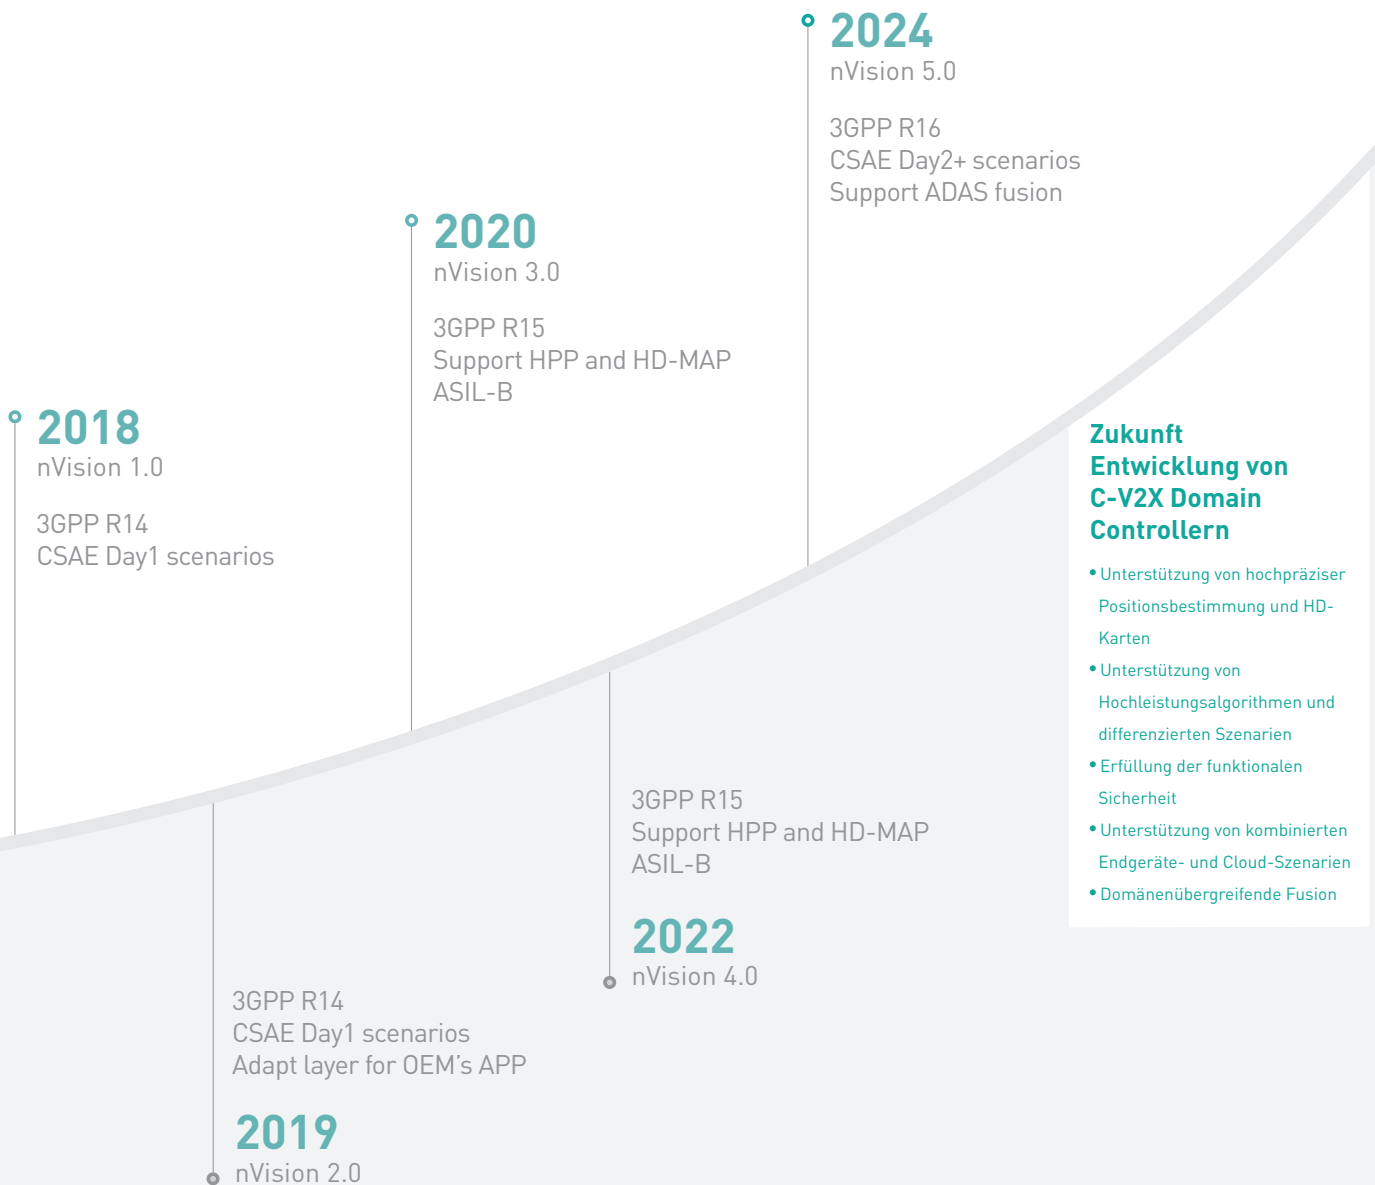 2018
nVision 1.0
3GPP R14
CSAE Day1 scenarios
3GPP R14
CSAE Day1 scenarios
Adapt layer for OEM’s APP
2019
nVision 2.0
2020
nVision 3.0
3GPP R15
Support HPP and HD-MAP
ASIL-B
3GPP R15
Support HPP and HD-MAP
ASIL-B
2022
nVision 4.0
2024
nVision 5.0
3GPP R16
CSAE Day2+ scenarios
Support ADAS fusion
Zukunft
Entwicklung von
C-V2X Domain
Controllern
• Unterstützung von hochpräziser
Positionsbestimmung und HD-
Karten
• Unterstützung von
Hochleistungsalgorithmen und
differenzierten Szenarien
• Erfüllung der funktionalen
Sicherheit
• Unterstützung von kombinierten
Endgeräte- und Cloud-Szenarien
• Domänenübergreifende Fusion